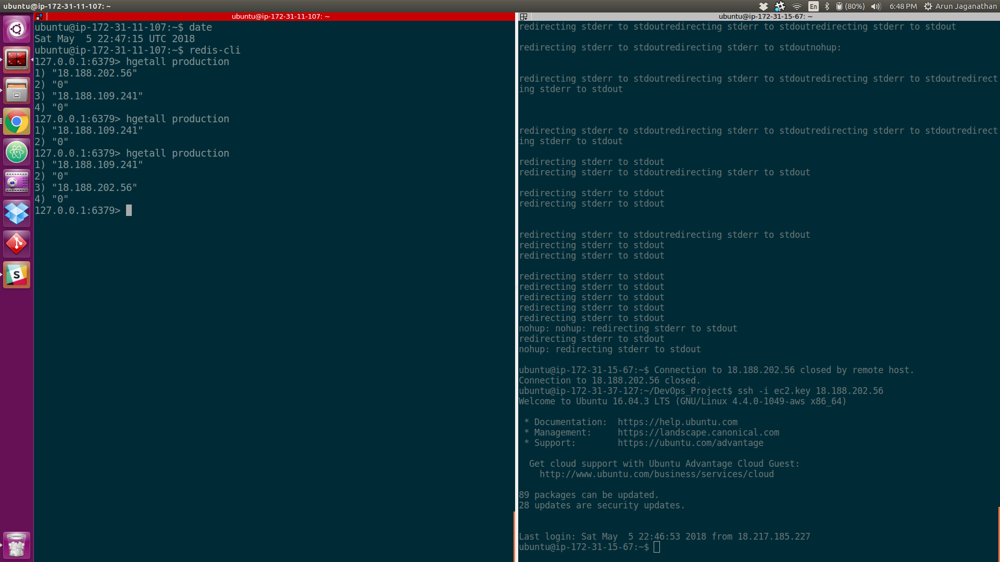 ubuntu@ip-172-31-11-107: ~
En
(80%)
6:48 PM
Arun Jaganathan
ubuntu@ip-172-31-11-107: ~
ubuntu@ip-172-31-11-107:~$ date
Sat May  5 22:47:15 UTC 2018
ubuntu@ip-172-31-11-107:~$ redis-cli
127.0.0.1:6379> hgetall production
1) "18.188.202.56"
2) "0"
3) "18.188.109.241"
4) "0"
127.0.0.1:6379> hgetall production
1) "18.188.109.241"
2) "0"
127.0.0.1:6379> hgetall production
1) "18.188.109.241"
2) "0"
3) "18.188.202.56"
4) "0"
127.0.0.1:6379>
ubuntu@ip-172-31-15-67: ~
redirecting stderr to stdoutredirecting stderr to stdoutredirecting stderr to stdout
redirecting stderr to stdoutredirecting stderr to stdoutnohup:
redirecting stderr to stdoutredirecting stderr to stdoutredirecting stderr to stdoutredirect
ing stderr to stdout
redirecting stderr to stdoutredirecting stderr to stdoutredirecting stderr to stdoutredirect
ing stderr to stdout
redirecting stderr to stdout
redirecting stderr to stdoutredirecting stderr to stdout
redirecting stderr to stdout
redirecting stderr to stdout
redirecting stderr to stdoutredirecting stderr to stdout
redirecting stderr to stdout
redirecting stderr to stdout
redirecting stderr to stdout
redirecting stderr to stdout
redirecting stderr to stdout
redirecting stderr to stdout
redirecting stderr to stdout
nohup: nohup: redirecting stderr to stdout
redirecting stderr to stdout
nohup: redirecting stderr to stdout
ubuntu@ip-172-31-15-67:~$ Connection to 18.188.202.56 closed by remote host.
Connection to 18.188.202.56 closed.
ubuntu@ip-172-31-37-127:~/DevOps_Project$ ssh -i ec2.key 18.188.202.56
Welcome to Ubuntu 16.04.3 LTS (GNU/Linux 4.4.0-1049-aws x86_64)
* Documentation:  https://help.ubuntu.com
* Management:     https://landscape.canonical.com
* Support:        https://ubuntu.com/advantage
Get cloud support with Ubuntu Advantage Cloud Guest:
http://www.ubuntu.com/business/services/cloud
89 packages can be updated.
28 updates are security updates.
Last login: Sat May  5 22:46:53 2018 from 18.217.185.227
ubuntu@ip-172-31-15-67:~$